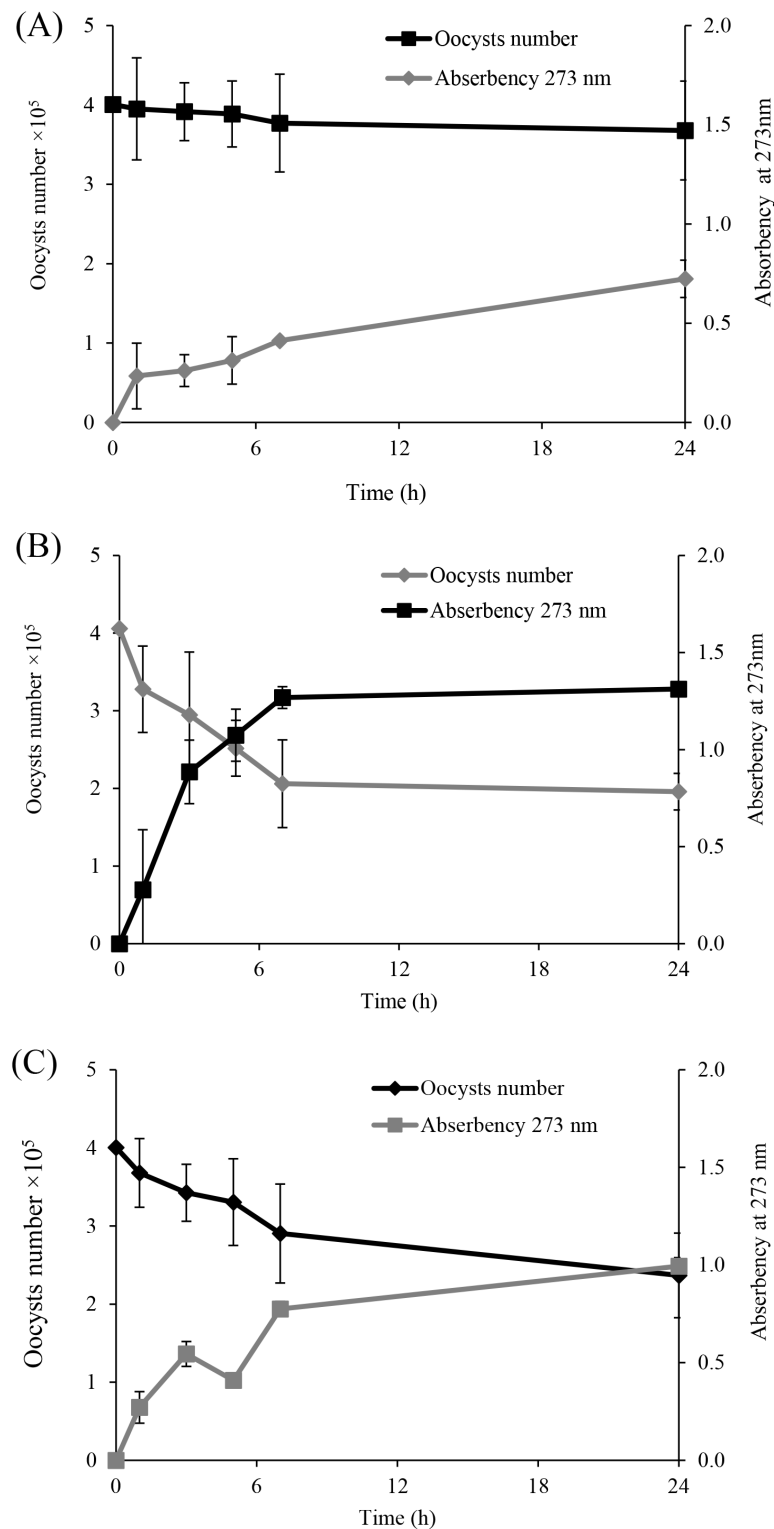 (A)
Oocysts number
Abserbency 273 nm
Oocysts number ×10⁵
5
4
3
2
1
0
Absorbency at 273nm
2.0
1.5
1.0
0.5
0.0
0 6 12 18 24
Time (h)
(B)
Oocysts number
Abserbency 273 nm
Oocysts number ×10⁵
5
4
3
2
1
0
Abserbency at 273nm
2.0
1.5
1.0
0.5
0.0
0 6 12 18 24
Time (h)
(C)
Oocysts number
Abserbency 273 nm
Oocysts number ×10⁵
5
4
3
2
1
0
Abserbency at 273 nm
2.0
1.5
1.0
0.5
0.0
0 6 12 18 24
Time (h)